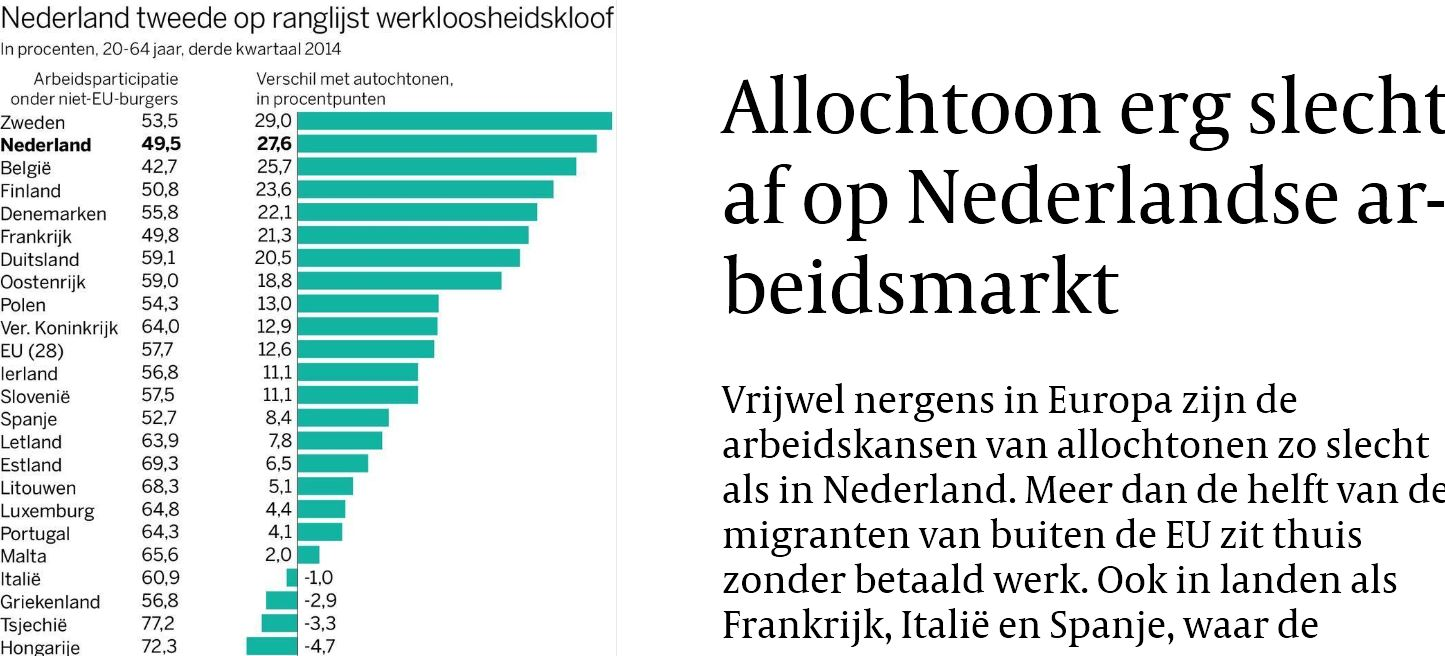 Nederland tweede op ranglijst werkloosheidskloof
In procenten, 20-64 jaar, derde kwartaal 2014
Arbeidsparticipatie
onder niet-EU-burgers
Verschil met autochtonen,
in procentpunten
Zweden 53,5 29,0
Nederland 49,5 27,6
België 42,7 25,7
Finland 50,8 23,6
Denemarken 55,8 22,1
Frankrijk 49,8 21,3
Duitsland 59,1 20,5
Oostenrijk 59,0 18,8
Polen 54,3 13,0
Ver. Koninkrijk 64,0 12,9
EU (28) 57,7 12,6
Ierland 56,8 11,1
Slovenië 57,5 11,1
Spanje 52,7 8,4
Letland 63,9 7,8
Estland 69,3 6,5
Litouwen 68,3 5,1
Luxemburg 64,8 4,4
Portugal 64,3 4,1
Malta 65,6 2,0
Italië 60,9 -1,0
Griekenland 56,8 -2,9
Tsjechië 77,2 -3,3
Hongarije 72,3 -4,7
Allochtoon erg slecht
af op Nederlandse ar-
beidsmarkt
Vrijwel nergens in Europa zijn de
arbeidskansen van allochtonen zo slecht
als in Nederland. Meer dan de helft van de
migranten van buiten de EU zit thuis
zonder betaald werk. Ook in landen als
Frankrijk, Italië en Spanje, waar de